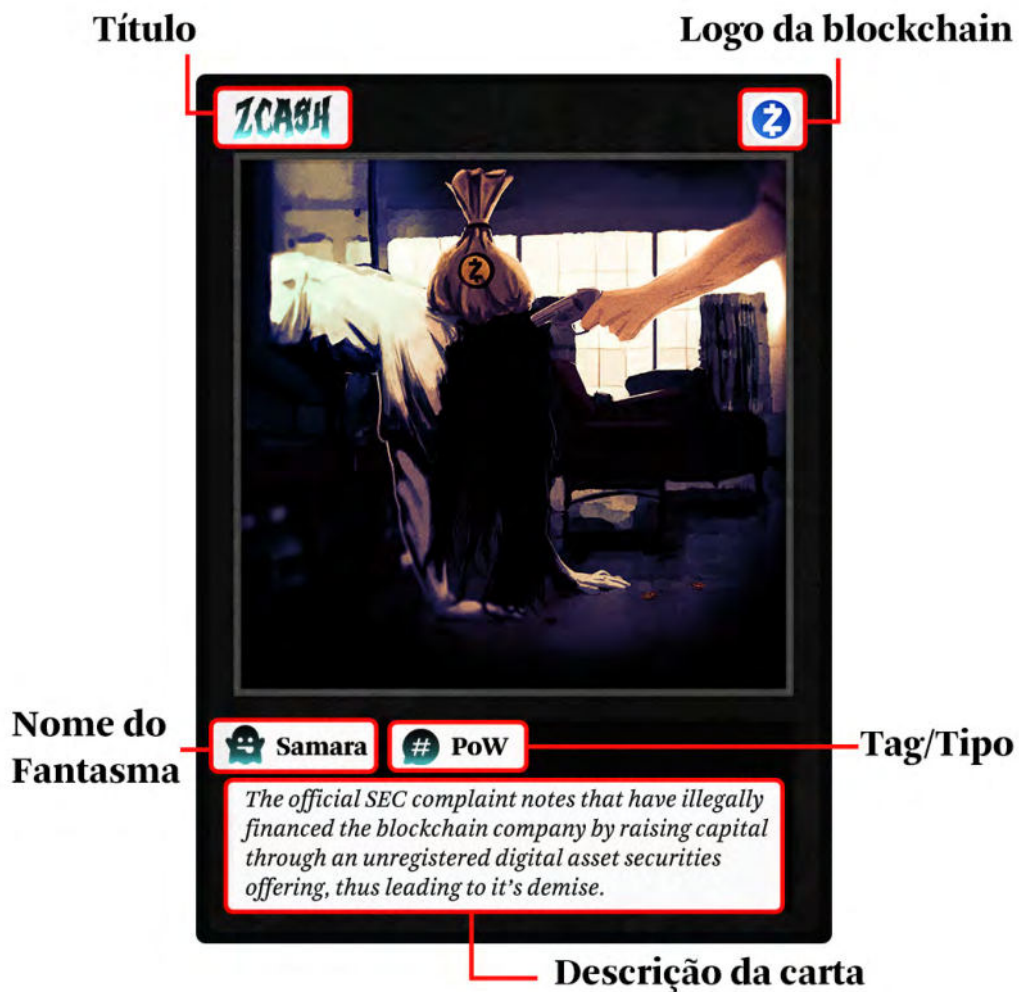 Título
Logo da blockchain
ZCASH
Nome do
Fantasma
Samara
# PoW
Tag/Tipo
The official SEC complaint notes that have illegally
financed the blockchain company by raising capital
through an unregistered digital asset securities
offering, thus leading to it's demise.
Descrição da carta